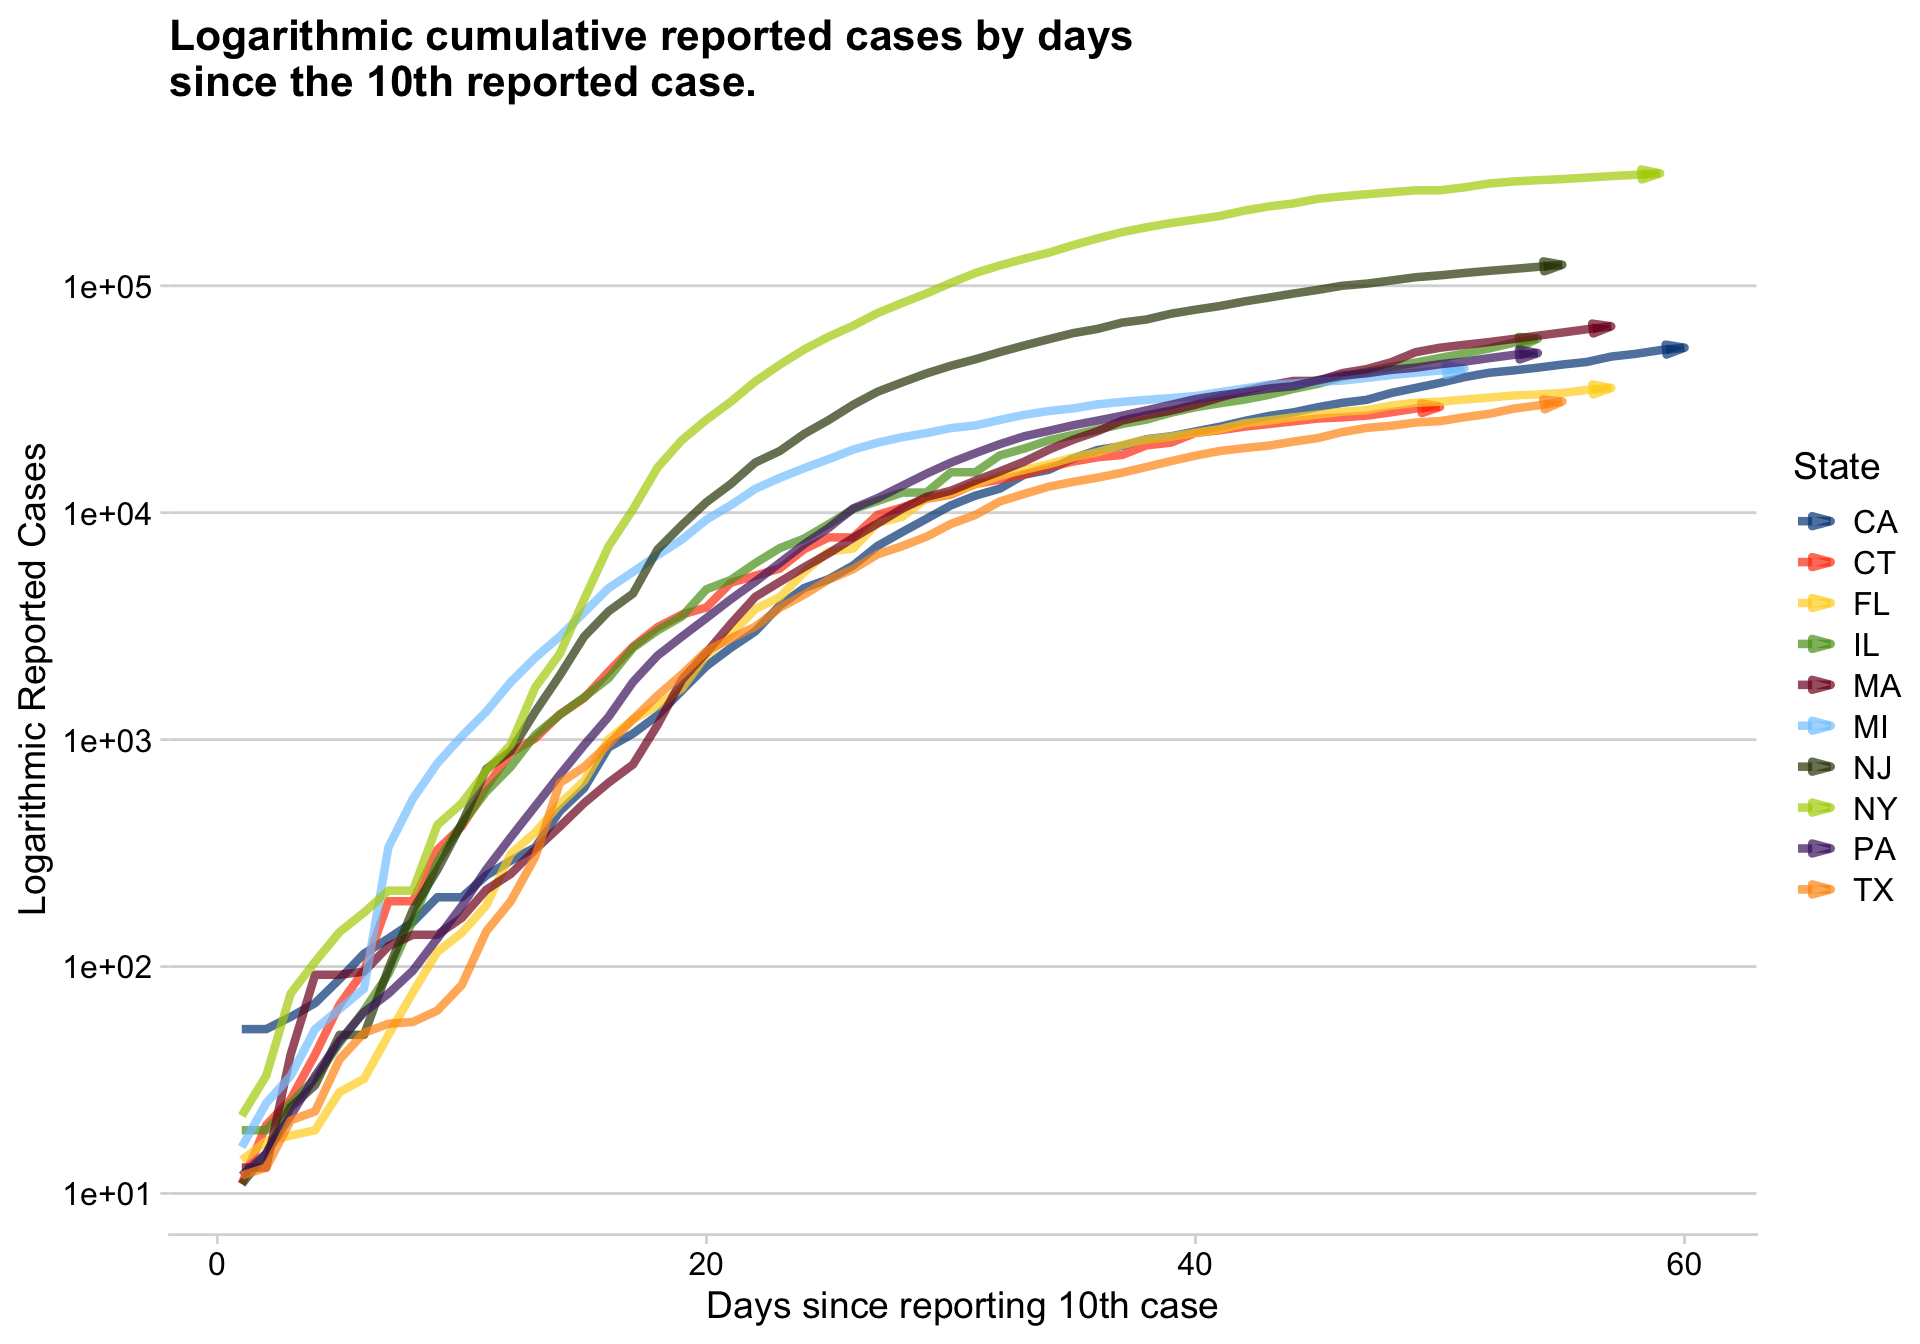 Logarithmic cumulative reported cases by days
since the 10th reported case.
1e+05
1e+04
1e+03
1e+02
1e+01
Logarithmic Reported Cases
0 20 40 60
Days since reporting 10th case
State
CA
CT
FL
IL
MA
MI
NJ
NY
PA
TX